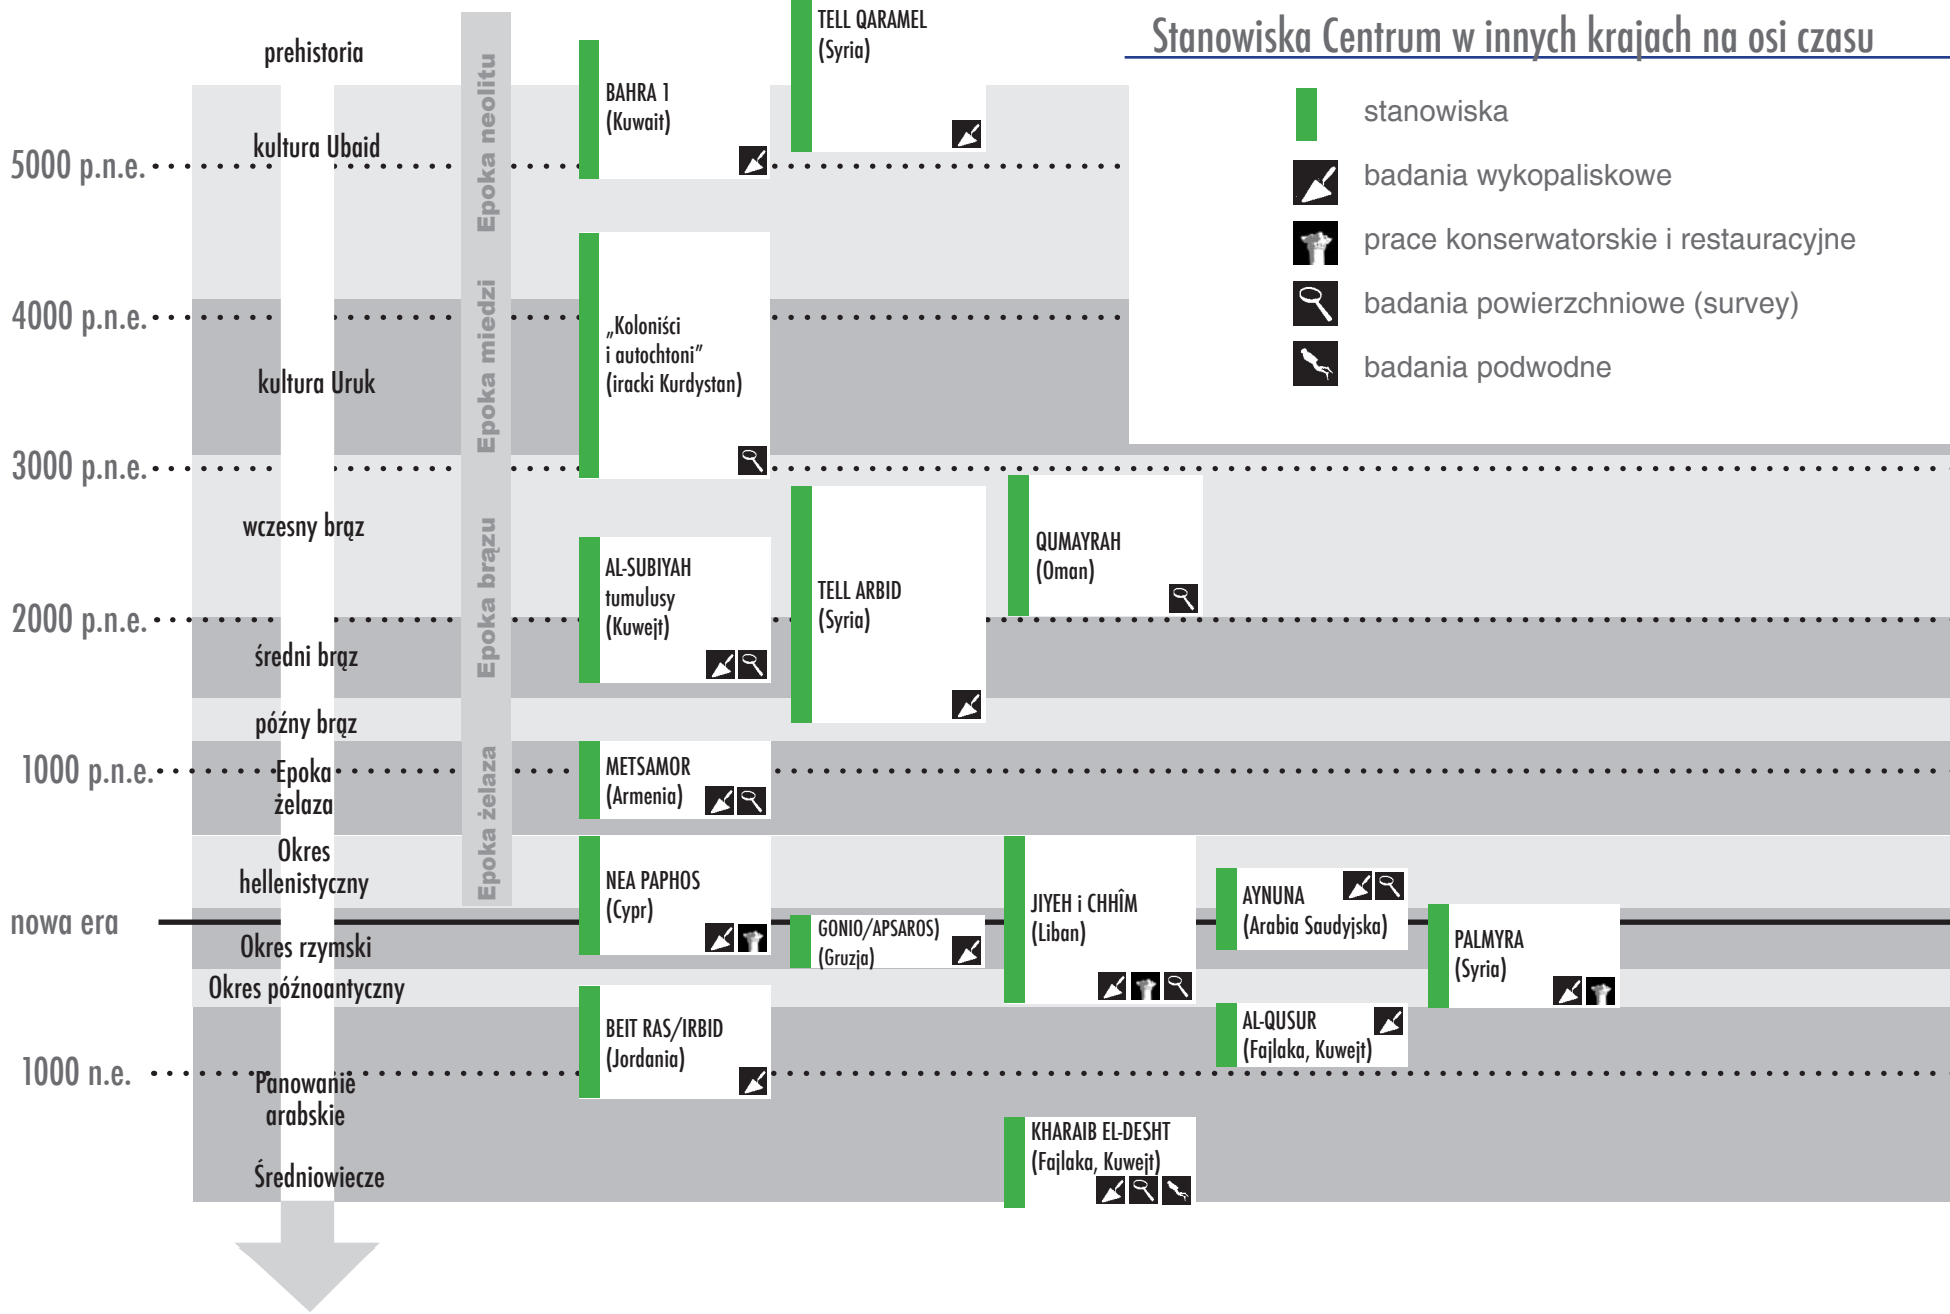 Stanowiska Centrum w innych krajach na osi czasu
stanowiska
badania wykopaliskowe
prace konserwatorskie i restauracyjne
badania powierzchniowe (survey)
badania podwodne
prehistoria
kultura Ubaid
5000 p.n.e.
4000 p.n.e.
kultura Uruk
3000 p.n.e.
wczesny brąz
2000 p.n.e.
średni brąz
późny brąz
1000 p.n.e.
Epoka
żelaza
Okres
hellenistyczny
nowa era
Okres rzymski
Okres późnoantyczny
1000 n.e.
Panowanie
arabskie
Średniowiecze
Epoka neolitu
Epoka miedzi
Epoka brązu
Epoka żelaza
TELL QARAMEL
(Syria)
BAHRA 1
(Kuwait)
„Koloniści
i autochtoni”
(iracki Kurdystan)
AL-SUBIYAH
tumulusy
(Kuwejt)
TELL ARBID
(Syria)
QUMAYRAH
(Oman)
METSAMOR
(Armenia)
NEA PAPHOS
(Cypr)
GONIO/APSAROS)
(Gruzja)
JIYEH i CHHÎM
(Liban)
AYNUNA
(Arabia Saudyjska)
PALMYRA
(Syria)
BEIT RAS/IRBID
(Jordania)
AL-QUSUR
(Fajlaka, Kuwejt)
KHARAIB EL-DESHT
(Fajlaka, Kuwejt)